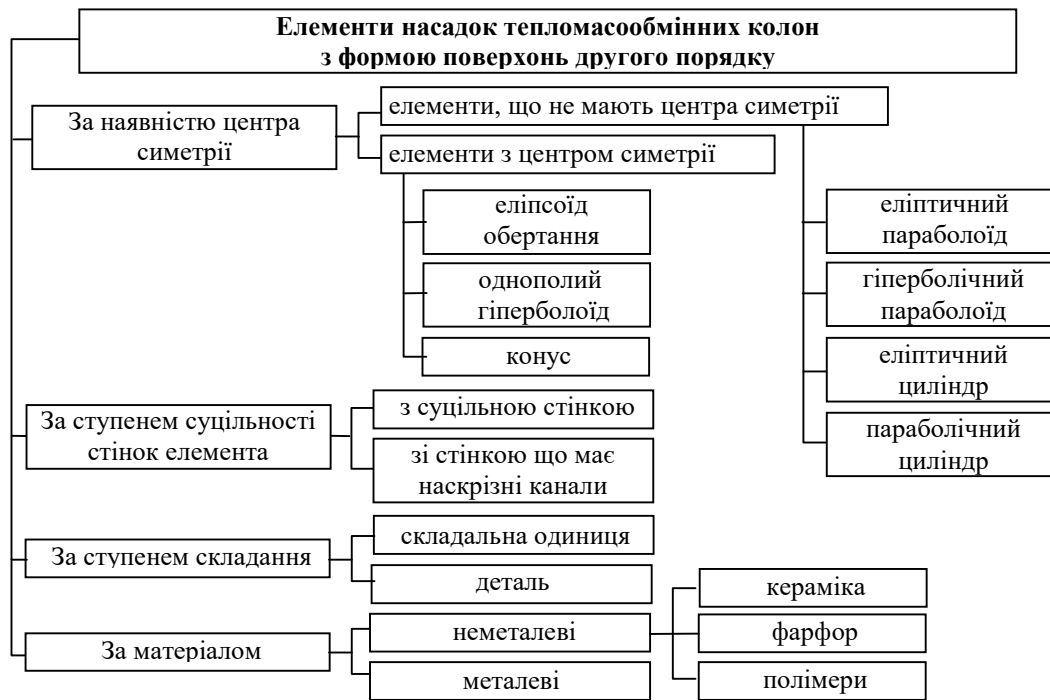 Елементи насадок тепломасообмінних колон
з формою поверхонь другого порядку
За наявністю центра
симетрії
елементи, що не мають центра симетрії
елементи з центром симетрії
еліпсоїд
обертання
однополий
гіперболоїд
конус
еліптичний
параболоїд
гіперболічний
параболоїд
еліптичний
циліндр
параболічний
циліндр
За ступенем суцільності
стінок елемента
з суцільною стінкою
зі стінкою що має
наскрізні канали
За ступенем складання
складальна одиниця
деталь
За матеріалом
неметалеві
металеві
кераміка
фарфор
полімери